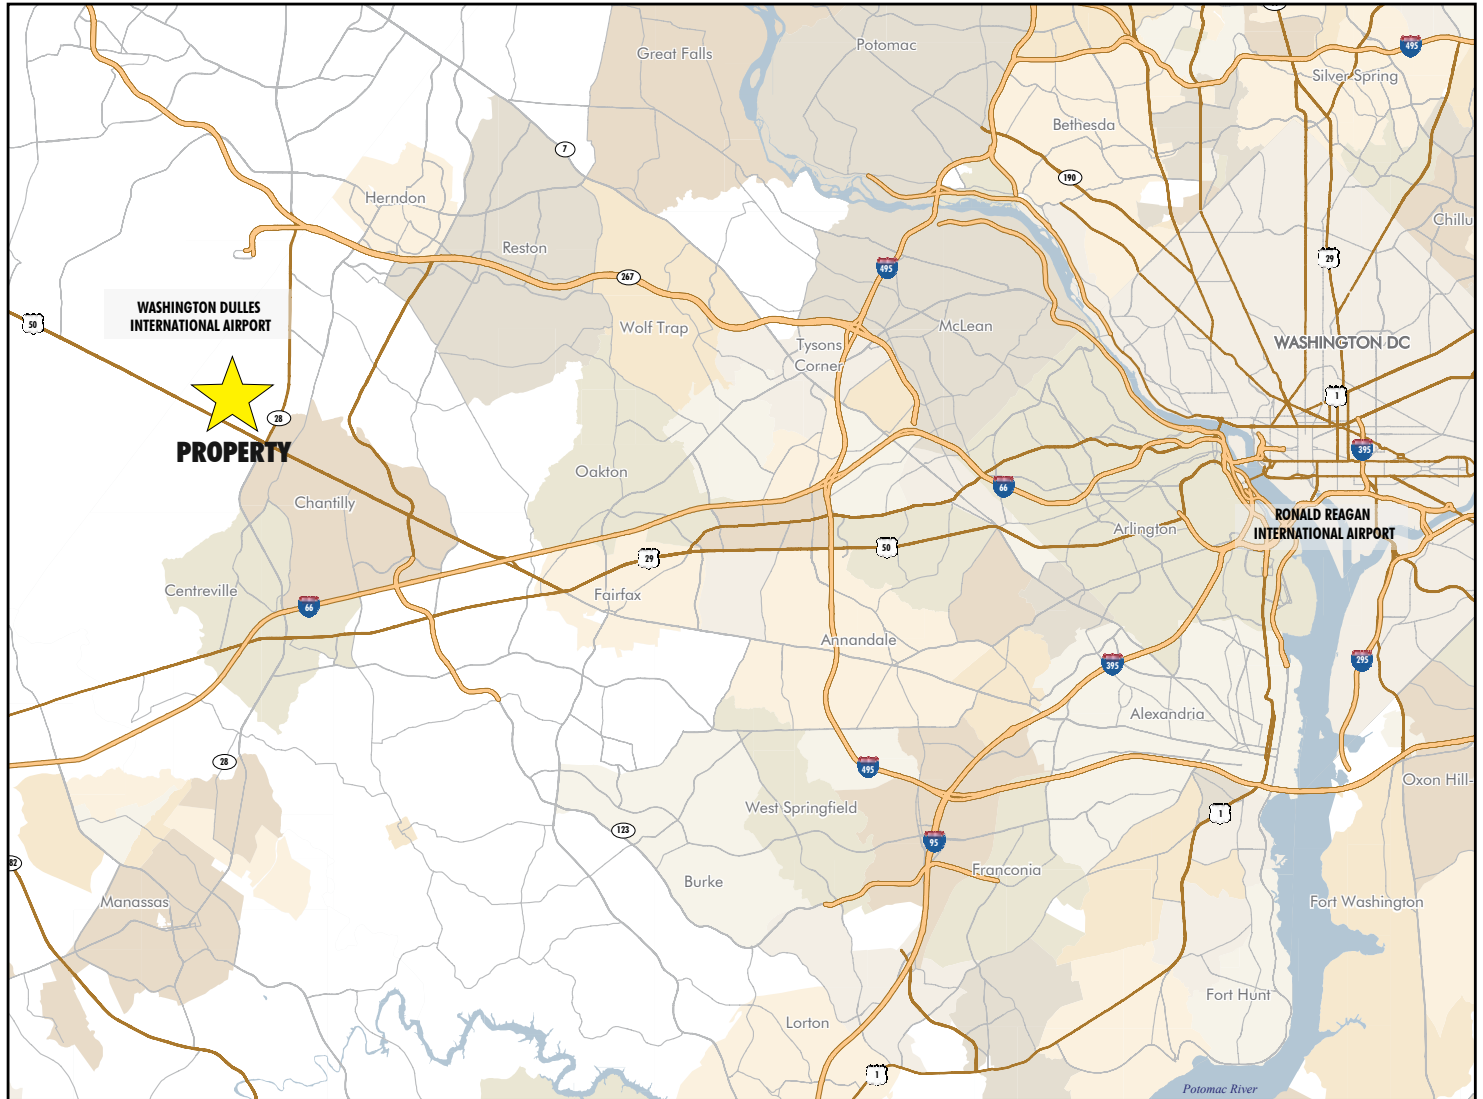 Great Falls
Potomac
495
Silver Spring
Bethesda
7
190
Herndon
Chillu
Reston
29
495
267
WASHINGTON DULLES
INTERNATIONAL AIRPORT
50
Wolf Trap
McLean
Tysons
Corner
WASHINGTON DC
1
28
PROPERTY
395
Oakton
66
Chantilly
RONALD REAGAN
INTERNATIONAL AIRPORT
Arlington
50
29
Centreville
Fairfax
66
Annandale
395
295
Alexandria
28
495
Oxon Hill-
West Springfield
1
123
95
82
Franconia
Burke
Manassas
Fort Washington
Fort Hunt
Lorton
1
Potomac River